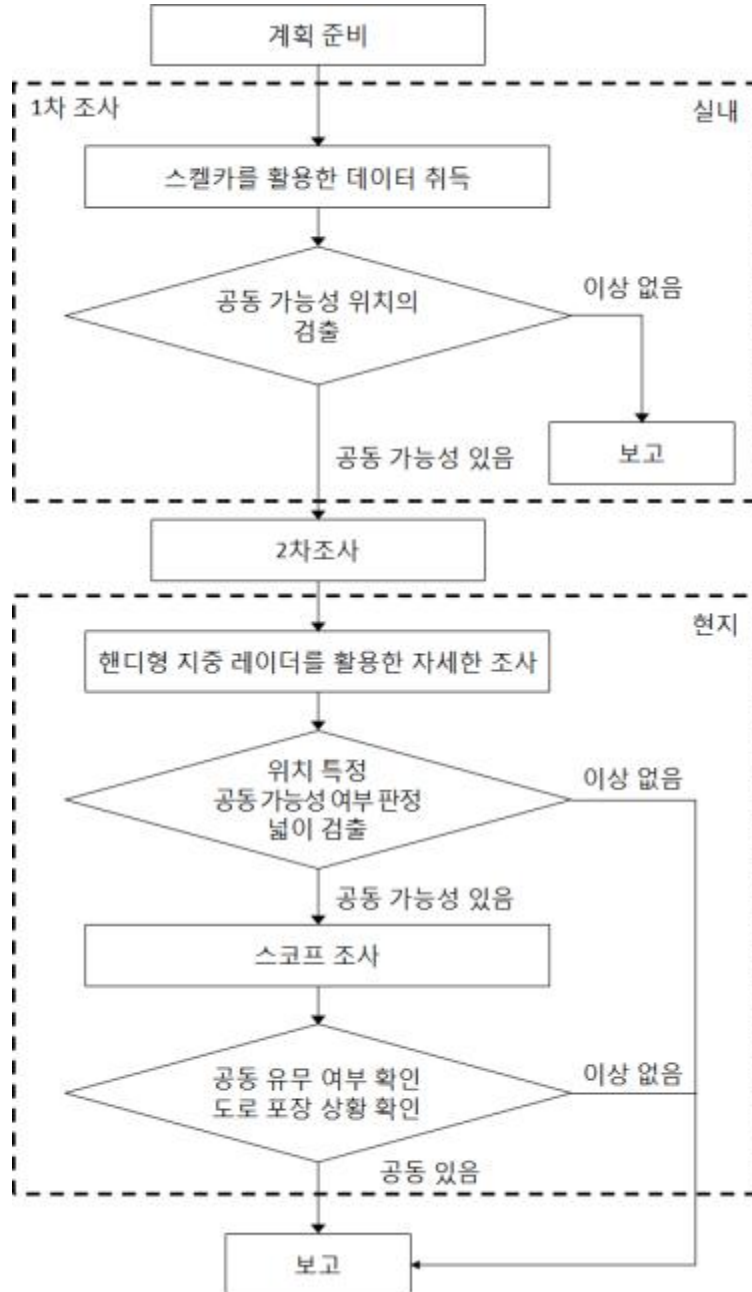 계획 준비
1차 조사
실내
스켈카를 활용한 데이터 취득
공동 가능성 위치의
검출
이상 없음
공동 가능성 있음
보고
2차조사
현지
핸디형 지중 레이더를 활용한 자세한 조사
위치 특정
공동 가능성 여부 판정
넓이 검출
이상 없음
공동 가능성 있음
스코프 조사
공동 유무 여부 확인
도로 포장 상황 확인
이상 없음
공동 있음
보고